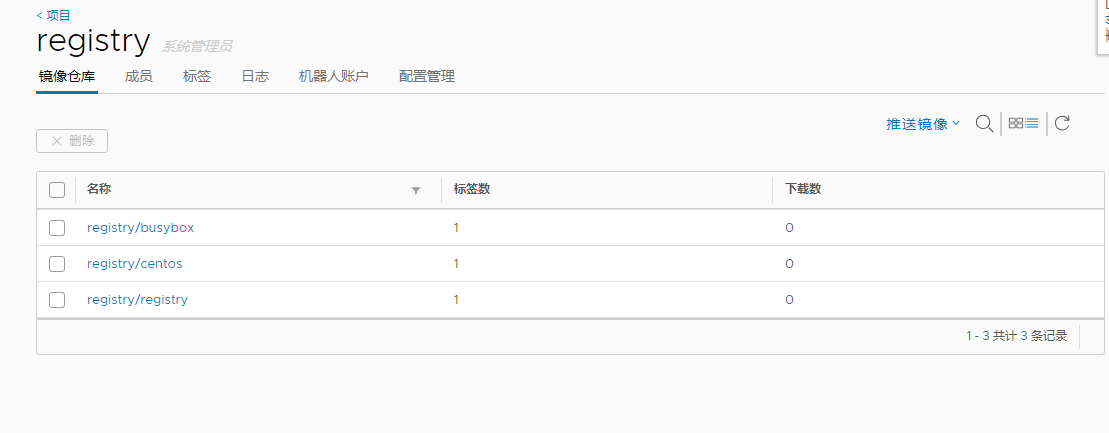 < 项目
registry 系统管理员
镜像仓库 成员 标签 日志 机器人账户 配置管理
推送镜像
删除
名称 标签数 下载数
registry/busybox 1 0
registry/centos 1 0
registry/registry 1 0
1 - 3 共计 3 条记录